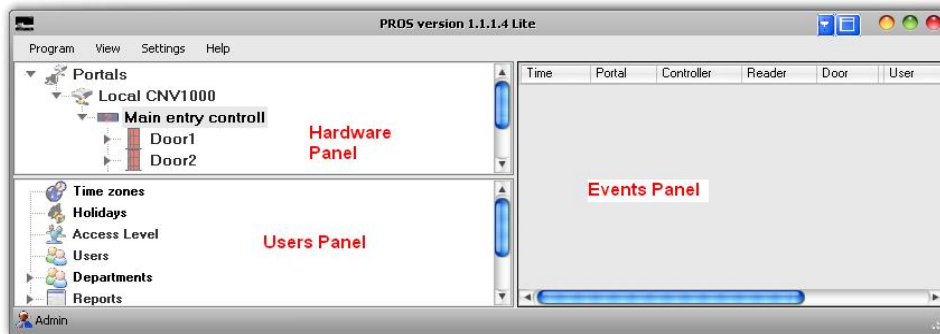 PROS version 1.1.1.4 Lite
Program View Settings Help
Portals
Local CNV1000
Main entry controll
Door1
Door2
Hardware
Panel
Time zones
Holidays
Access Level
Users
Departments
Reports
Users Panel
Time Portal Controller Reader Door User
Events Panel
Admin